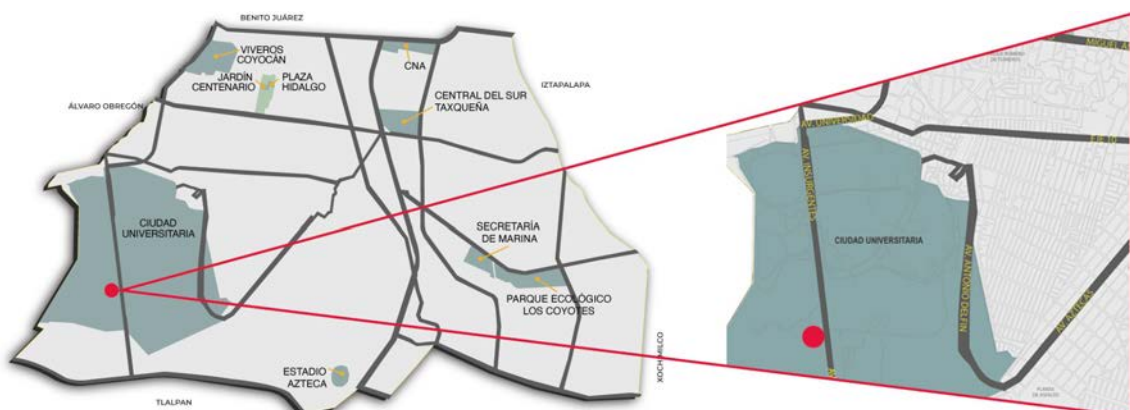 BENITO JUÁREZ
VIVEROS
COYOCÁN
JARDÍN
CENTENARIO
PLAZA
HIDALGO
CNA
IZTAPALAPA
CENTRAL DEL SUR
TAXQUEÑA
ÁLVARO OBREGÓN
CIUDAD
UNIVERSITARIA
SECRETARÍA
DE MARINA
PARQUE ECOLÓGICO
LOS COYOTES
ESTADIO
AZTECA
XOCHIMILCO
TLALPAN
MIGUEL A
AV. UNIVERSIDAD
EJE 10
AV. INSURGENTES
CIUDAD UNIVERSITARIA
AV. ANTONIO DELFIN
AV. AZTECAS